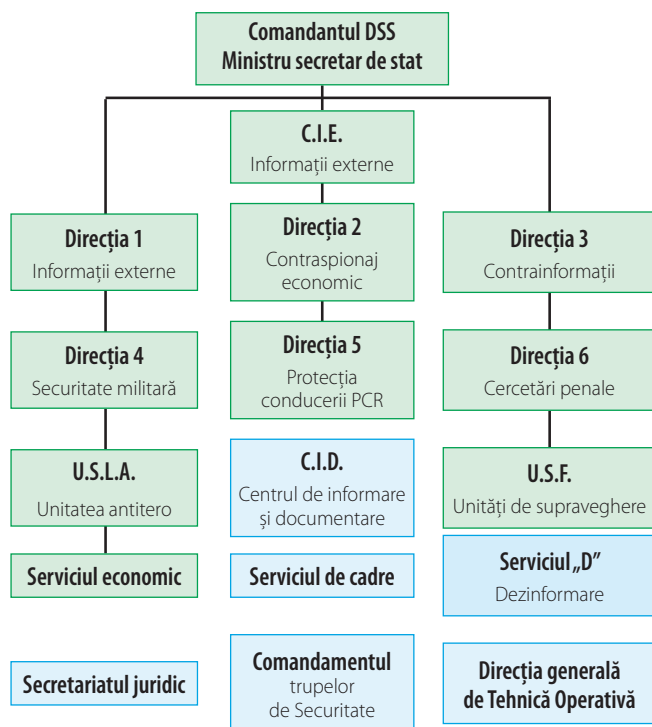 Comandantul DSS
Ministru secretar de stat
C.I.E.
Informații externe
Direcția 1
Informații externe
Direcția 2
Contraspionaj
economic
Direcția 3
Contrainformații
Direcția 4
Securitate militară
Direcția 5
Protecția
conducerii PCR
Direcția 6
Cercetări penale
U.S.L.A.
Unitatea antitero
C.I.D.
Centrul de informare
și documentare
U.S.F.
Unități de supraveghere
Serviciul economic
Serviciul de cadre
Serviciul „D”
Dezinformare
Secretariatul juridic
Comandamentul
trupelor
de Securitate
Direcția generală
de Tehnică Operativă